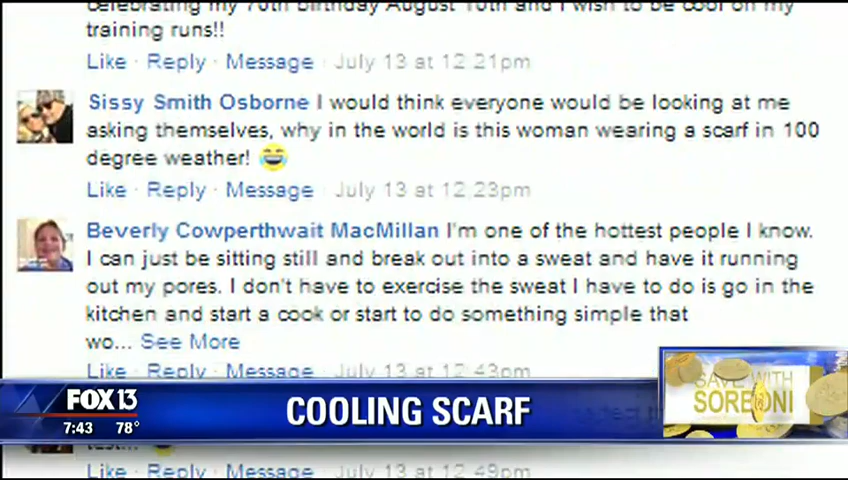 celebrating my 70th birthday August 10th and I wish to be cool on my
training runs!!
Like · Reply · Message · July 13 at 12:21pm
Sissy Smith Osborne I would think everyone would be looking at me
asking themselves, why in the world is this woman wearing a scarf in 100
degree weather! 😂
Like · Reply · Message · July 13 at 12:23pm
Beverly Cowperthwait MacMillan I'm one of the hottest people I know.
I can just be sitting still and break out into a sweat and have it running
out my pores. I don't have to exercise the sweat I have to do is go in the
kitchen and start a cook or start to do something simple that
wo... See More
Like · Reply · Message · July 13 at 12:43pm
FOX 13
7:43 78°
COOLING SCARF
SAVE WITH
SORBONI
Like · Reply · Message · July 13 at 12:49pm